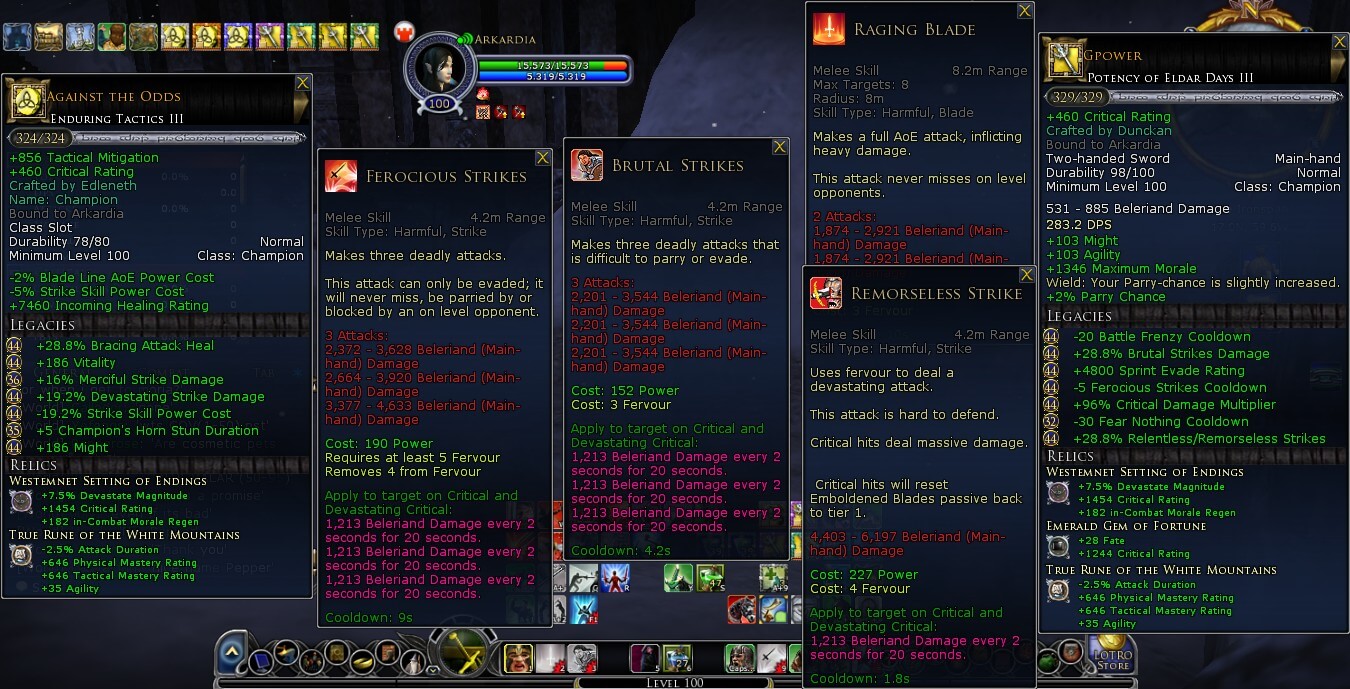 ARKARDIA
15,573/15,573
5,319/5,319
100
AGAINST THE ODDS
ENDURING TACTICS III
324/324
+856 Tactical Mitigation
+460 Critical Rating
Crafted by Edleneth
Name: Champion
Bound to Arkardia
Class Slot
Durability 78/80 Normal
Minimum Level 100 Class: Champion
-2% Blade Line AoE Power Cost
-5% Strike Skill Power Cost
+7460 Incoming Healing Rating
LEGACIES
44 +28.8% Bracing Attack Heal
44 +186 Vitality
36 +16% Merciful Strike Damage
44 +19.2% Devastating Strike Damage
44 -19.2% Strike Skill Power Cost
35 +5 Champion's Horn Stun Duration
44 +186 Might
RELICS
WESTEMNET SETTING OF ENDINGS
+7.5% Devastate Magnitude
+1454 Critical Rating
+182 in-Combat Morale Regen
TRUE RUNE OF THE WHITE MOUNTAINS
-2.5% Attack Duration
+646 Physical Mastery Rating
+646 Tactical Mastery Rating
+35 Agility
FEROCIOUS STRIKES
Melee Skill 4.2m Range
Skill Type: Harmful, Strike
Makes three deadly attacks.
This attack can only be evaded; it
will never miss, be parried by or
blocked by an on level opponent.
3 Attacks:
2,372 - 3,628 Beleriand (Main-
hand) Damage
2,664 - 3,920 Beleriand (Main-
hand) Damage
3,377 - 4,633 Beleriand (Main-
hand) Damage
Cost: 190 Power
Requires at least 5 Fervour
Removes 4 from Fervour
Apply to target on Critical and
Devastating Critical:
1,213 Beleriand Damage every 2
seconds for 20 seconds.
1,213 Beleriand Damage every 2
seconds for 20 seconds.
1,213 Beleriand Damage every 2
seconds for 20 seconds.
Cooldown: 9s
BRUTAL STRIKES
Melee Skill 4.2m Range
Skill Type: Harmful, Strike
Makes three deadly attacks that
is difficult to parry or evade.
3 Attacks:
2,201 - 3,544 Beleriand (Main-
hand) Damage
2,201 - 3,544 Beleriand (Main-
hand) Damage
2,201 - 3,544 Beleriand (Main-
hand) Damage
Cost: 152 Power
Cost: 3 Fervour
Apply to target on Critical and
Devastating Critical:
1,213 Beleriand Damage every 2
seconds for 20 seconds.
1,213 Beleriand Damage every 2
seconds for 20 seconds.
1,213 Beleriand Damage every 2
seconds for 20 seconds.
Cooldown: 4.2s
RAGING BLADE
Melee Skill 8.2m Range
Max Targets: 8
Radius: 8m
Skill Type: Harmful, Blade
Makes a full AoE attack, inflicting
heavy damage.
This attack never misses on level
opponents.
2 Attacks:
1,874 - 2,921 Beleriand (Main-
hand) Damage
1,874 - 2,921 Beleriand (Main-
REMORSELESS STRIKE
Melee Skill 4.2m Range
Skill Type: Harmful, Strike
Uses fervour to deal a
devastating attack.
This attack is hard to defend.
Critical hits deal massive damage.
Critical hits will reset
Emboldened Blades passive back
to tier 1.
4,403 - 6,197 Beleriand (Main-
hand) Damage
Cost: 227 Power
Cost: 4 Fervour
Apply to target on Critical and
Devastating Critical:
1,213 Beleriand Damage every 2
seconds for 20 seconds.
Cooldown: 1.8s
N
GPOWER
POTENCY OF ELDAR DAYS III
329/329
+460 Critical Rating
Crafted by Dunckan
Bound to Arkardia
Two-handed Sword Main-hand
Durability 98/100 Normal
Minimum Level 100 Class: Champion
531 - 885 Beleriand Damage
283.2 DPS
+103 Might
+103 Agility
+1346 Maximum Morale
Wield: Your Parry-chance is slightly increased.
+2% Parry Chance
LEGACIES
44 -20 Battle Frenzy Cooldown
44 +28.8% Brutal Strikes Damage
44 +4800 Sprint Evade Rating
44 -5 Ferocious Strikes Cooldown
44 +96% Critical Damage Multiplier
32 -30 Fear Nothing Cooldown
44 +28.8% Relentless/Remorseless Strikes
RELICS
WESTEMNET SETTING OF ENDINGS
+7.5% Devastate Magnitude
+1454 Critical Rating
+182 in-Combat Morale Regen
EMERALD GEM OF FORTUNE
+28 Fate
+1244 Critical Rating
TRUE RUNE OF THE WHITE MOUNTAINS
-2.5% Attack Duration
+646 Physical Mastery Rating
+646 Tactical Mastery Rating
+35 Agility
LOTRO
STORE
LEVEL 100